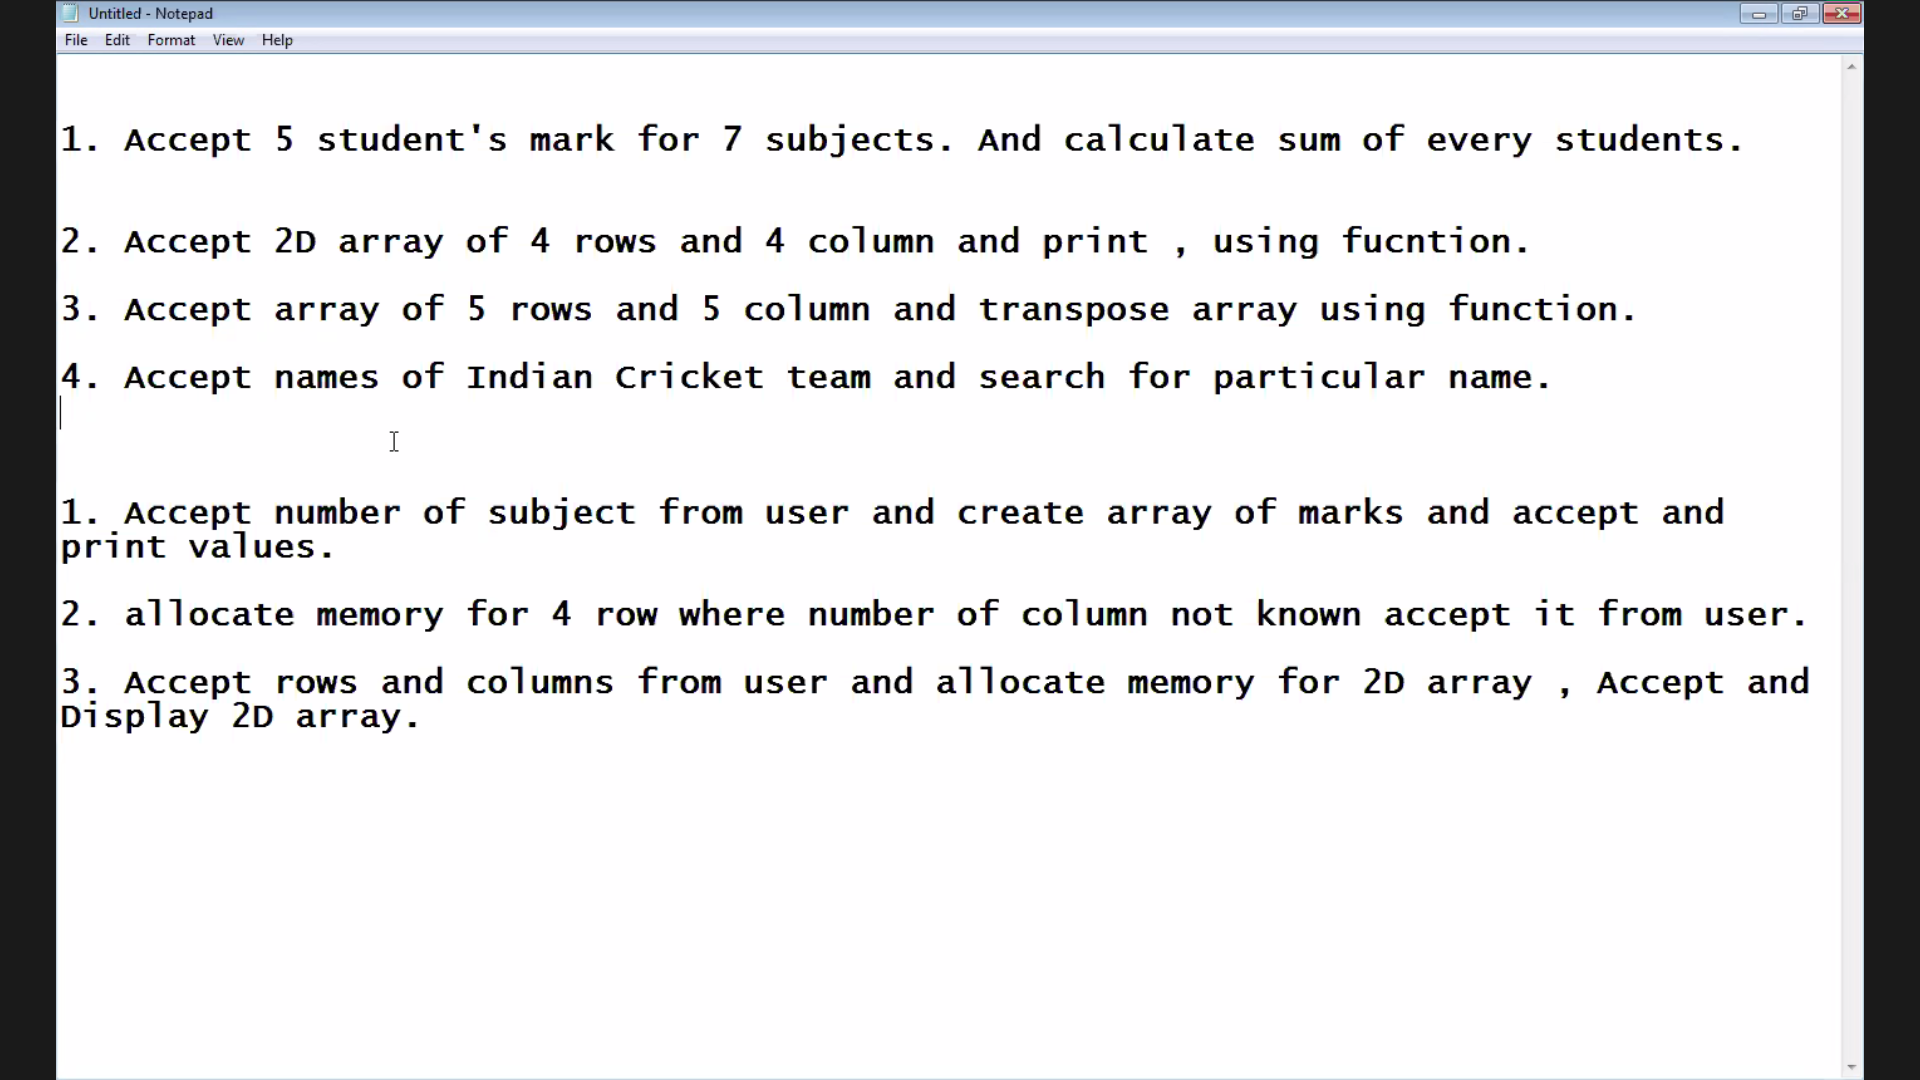 Untitled - Notepad
File Edit Format View Help
1. Accept 5 student's mark for 7 subjects. And calculate sum of every students.
2. Accept 2D array of 4 rows and 4 column and print , using fucntion.
3. Accept array of 5 rows and 5 column and transpose array using function.
4. Accept names of Indian Cricket team and search for particular name.
1. Accept number of subject from user and create array of marks and accept and
print values.
2. allocate memory for 4 row where number of column not known accept it from user.
3. Accept rows and columns from user and allocate memory for 2D array , Accept and
Display 2D array.